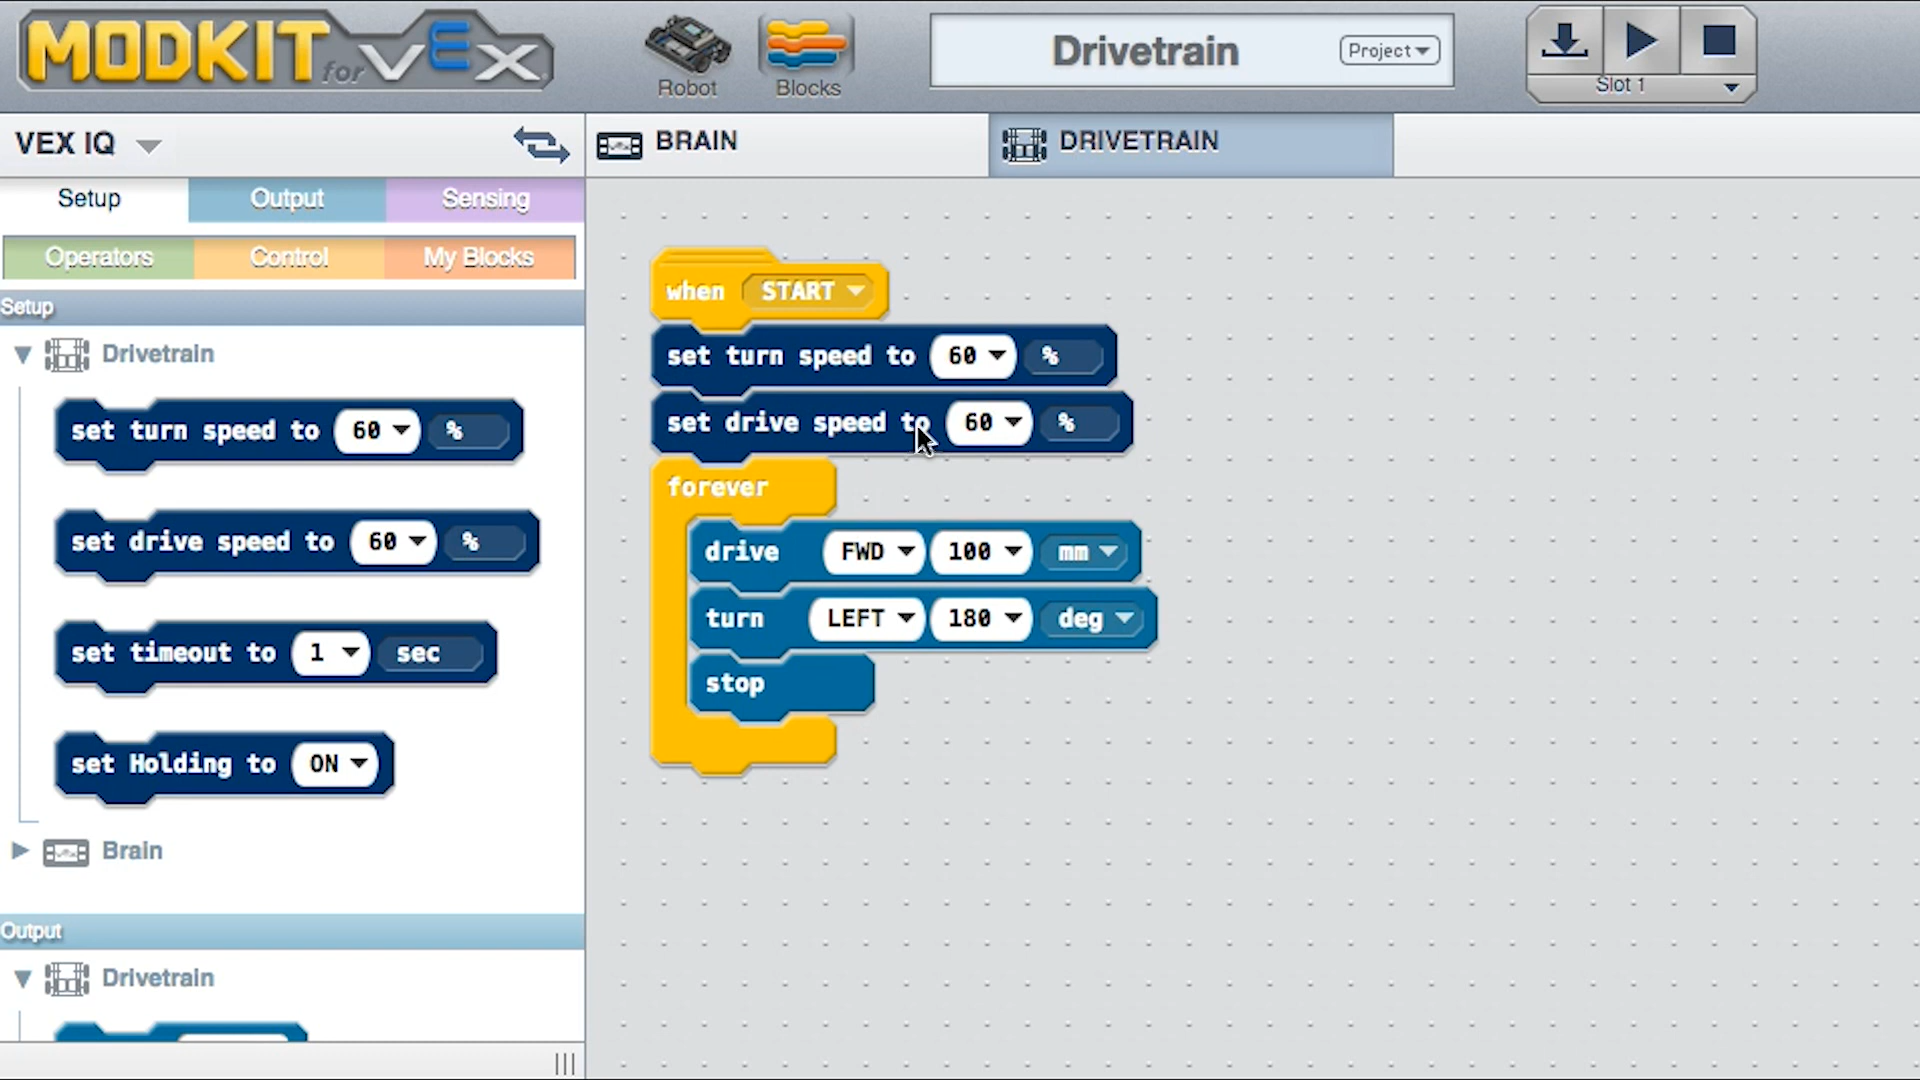 MODKIT for VEX
Robot
Blocks
Drivetrain
Project
Slot 1
VEX IQ
BRAIN
DRIVETRAIN
Setup
Output
Sensing
Operators
Control
My Blocks
Setup
Drivetrain
set turn speed to 60 %
set drive speed to 60 %
set timeout to 1 sec
set Holding to ON
Brain
Output
Drivetrain
when START
set turn speed to 60 %
set drive speed to 60 %
forever
drive FWD 100 mm
turn LEFT 180 deg
stop